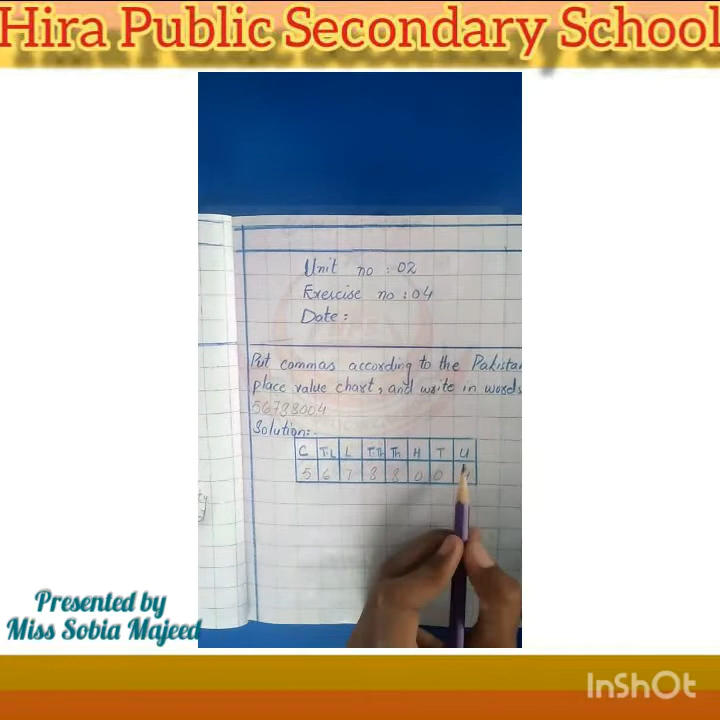 Hira Public Secondary School
Unit no : 02
Exercise no : 04
Date :
Put commas according to the Pakistan
place value chart, and write in words
56788004
Solution:-
C T.L L T.Th Th H T U
5 6 7 8 8 0 0 4
Presented by
Miss Sobia Majeed
InShOt